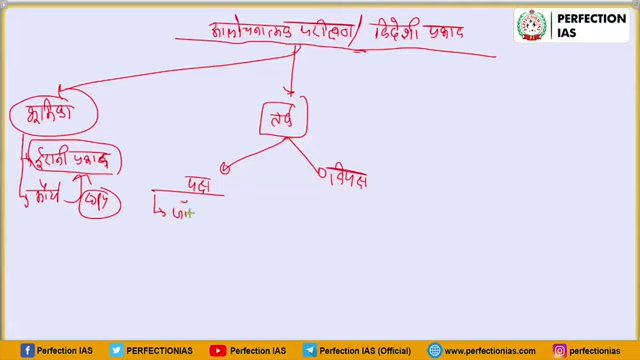 PERFECTION
IAS
आलोचनात्मक परीक्षण / विदेशी प्रभाव
भूमिका
तर्क
ईरानी प्रभाव
मौर्य
पक्ष
विपक्ष
Perfection IAS
PERFECTIONIAS
Perfection IAS
Perfection IAS (Official)
www.perfectionias.com
perfectionias